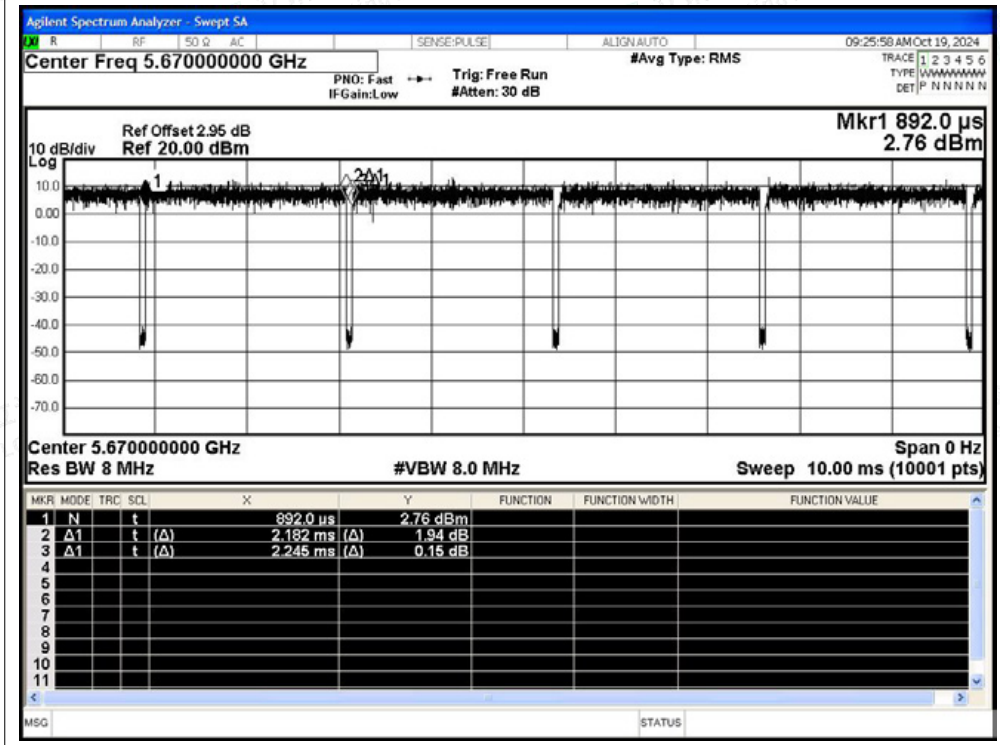 Agilent Spectrum Analyzer - Swept SA
R RF 50 Ω AC SENSE:PULSE ALIGN AUTO 09:25:58 AM Oct 19, 2024
Center Freq 5.670000000 GHz #Avg Type: RMS TRACE 1 2 3 4 5 6
PNO: Fast Trig: Free Run TYPE WWWWWW
IFGain:Low #Atten: 30 dB DET P N N N N N
Mkr1 892.0 µs
Ref Offset 2.95 dB
10 dB/div Ref 20.00 dBm 2.76 dBm
Log
1 2Δ1
10.0
0.00
-10.0
-20.0
-30.0
-40.0
-50.0
-60.0
-70.0
Center 5.670000000 GHz Span 0 Hz
Res BW 8 MHz #VBW 8.0 MHz Sweep 10.00 ms (10001 pts)
MKR MODE TRC SCL X Y FUNCTION FUNCTION WIDTH FUNCTION VALUE
1 N t 892.0 µs 2.76 dBm
2 Δ1 t (Δ) 2.182 ms (Δ) 1.94 dB
3 Δ1 t (Δ) 2.245 ms (Δ) 0.15 dB
4
5
6
7
8
9
10
11
MSG STATUS